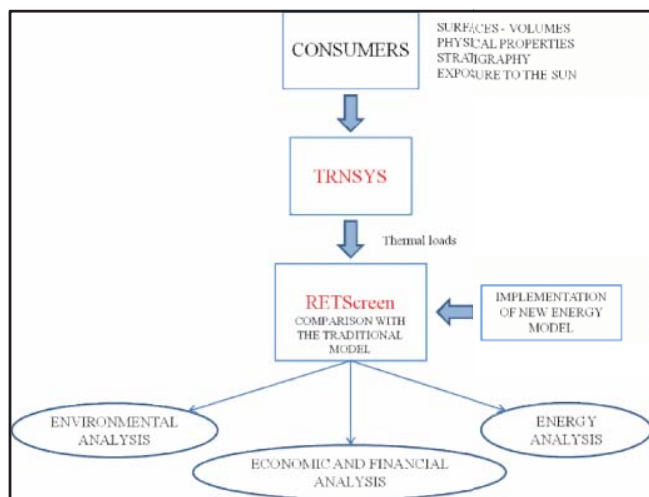 CONSUMERS
SURFACES - VOLUMES
PHYSICAL PROPERTIES
STRATIGRAPHY
EXPOSURE TO THE SUN
TRNSYS
Thermal loads
RETScreen
COMPARISON WITH
THE TRADITIONAL
MODEL
IMPLEMENTATION
OF NEW ENERGY
MODEL
ENVIRONMENTAL
ANALYSIS
ENERGY
ANALYSIS
ECONOMIC AND FINANCIAL
ANALYSIS